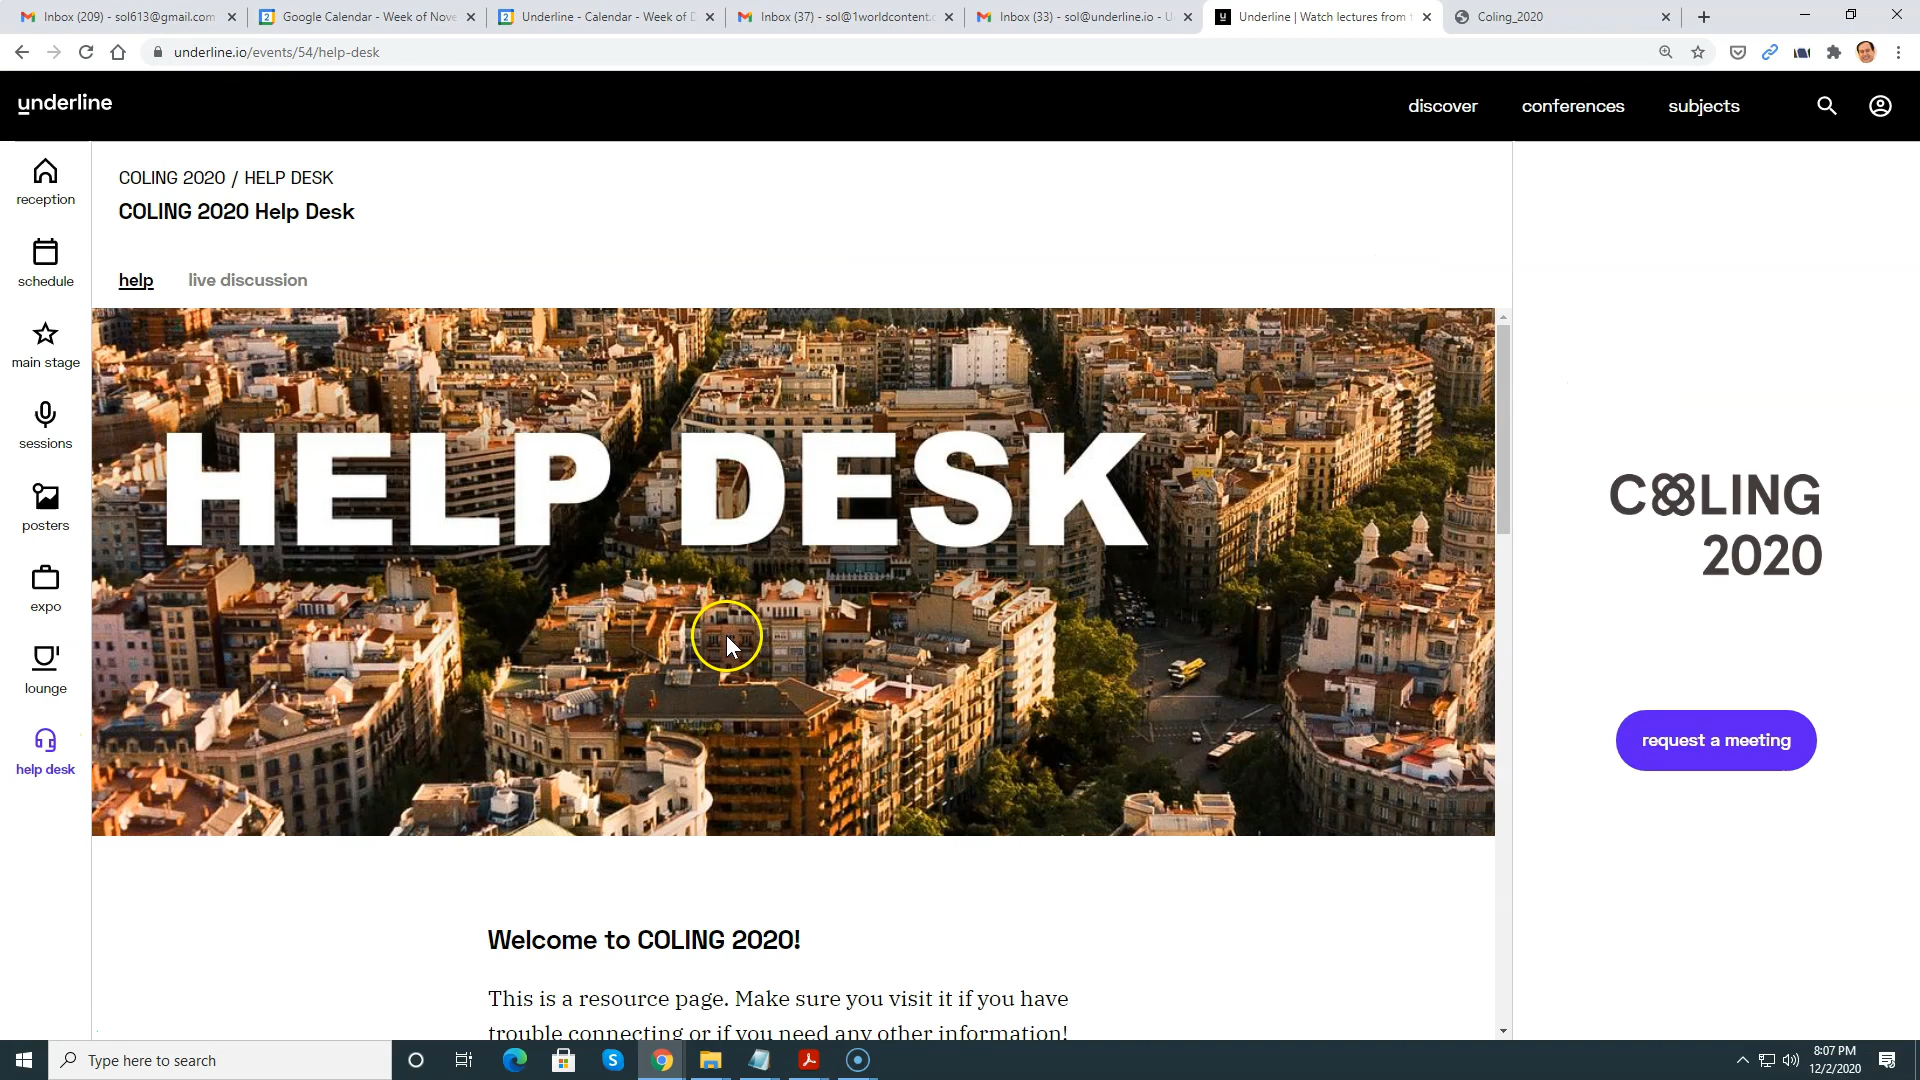 Inbox (209) - sol613@gmail.com
Google Calendar - Week of Nove
Underline - Calendar - Week of D
Inbox (37) - sol@1worldcontent.c
Inbox (33) - sol@underline.io - U
Underline | Watch lectures from t
Coling_2020
underline.io/events/54/help-desk
underline
discover
conferences
subjects
reception
schedule
main stage
sessions
posters
expo
lounge
help desk
COLING 2020 / HELP DESK
COLING 2020 Help Desk
help
live discussion
HELP DESK
Welcome to COLING 2020!
This is a resource page. Make sure you visit it if you have
trouble connecting or if you need any other information!
COLING
2020
request a meeting
Type here to search
8:07 PM
12/2/2020